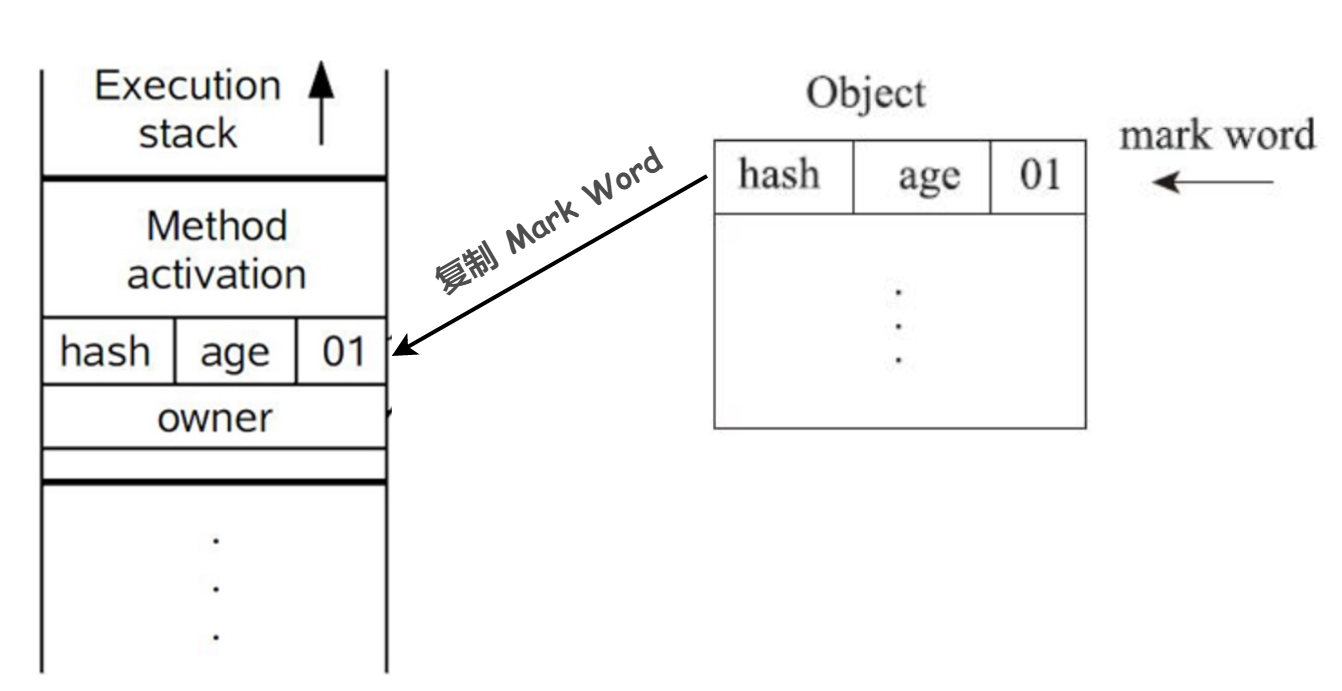 Execution
stack
Method
activation
hash age 01
owner
复制 Mark Word
Object
hash age 01
mark word